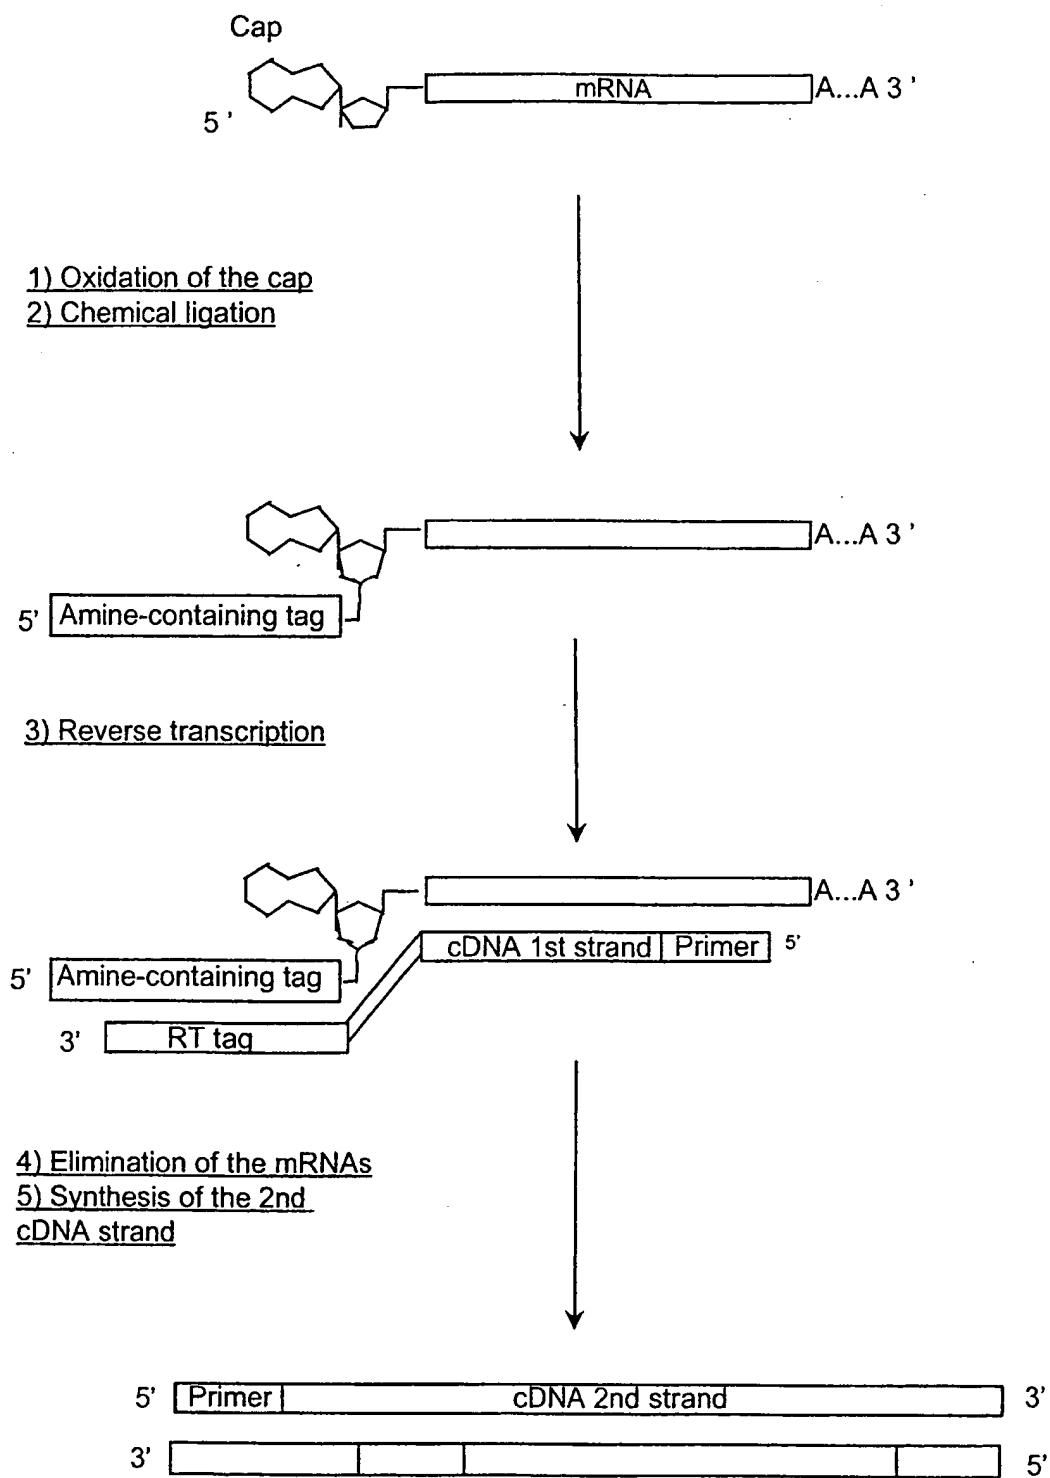 Cap
5 '
mRNA
A...A 3 '
1) Oxidation of the cap
2) Chemical ligation
A...A 3 '
5' Amine-containing tag
3) Reverse transcription
A...A 3 '
cDNA 1st strand Primer 5'
5' Amine-containing tag
3' RT tag
4) Elimination of the mRNAs
5) Synthesis of the 2nd
cDNA strand
5' Primer cDNA 2nd strand 3'
3' 5'